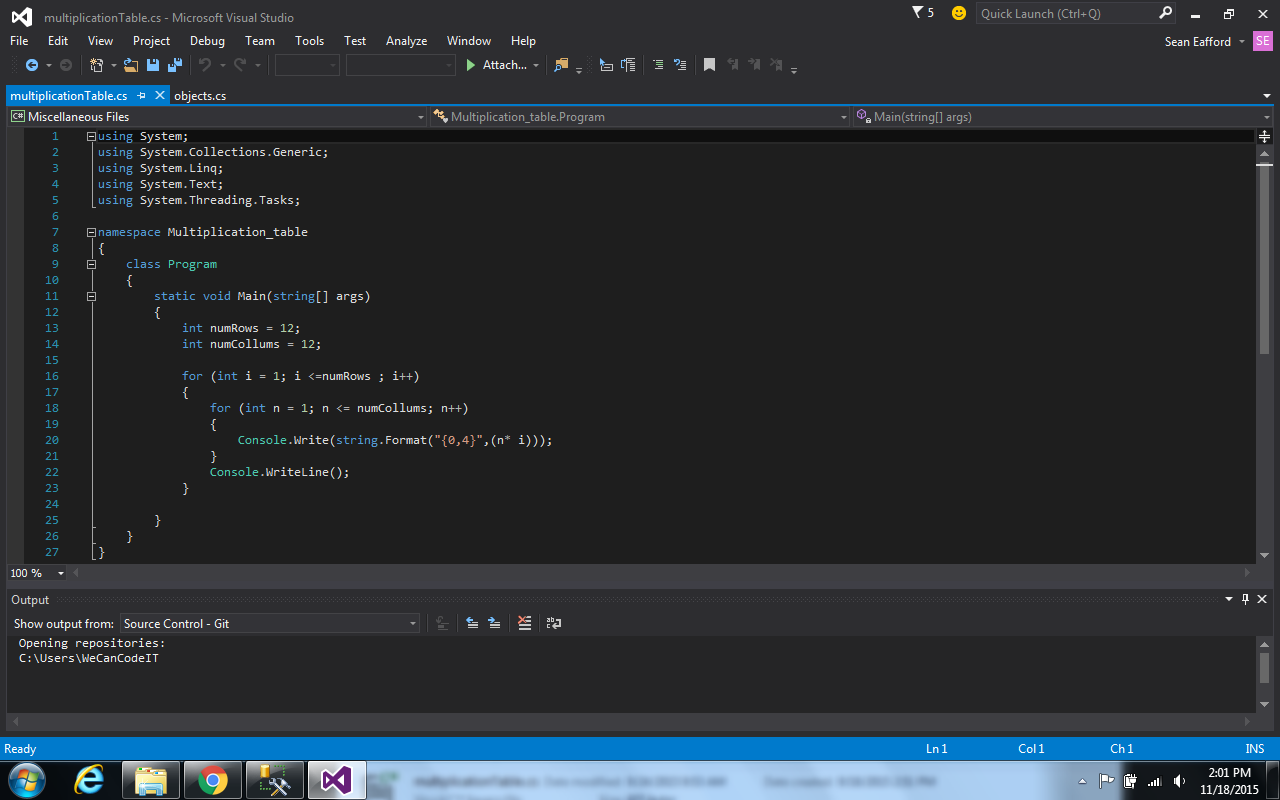 multiplicationTable.cs - Microsoft Visual Studio
5
Quick Launch (Ctrl+Q)
File Edit View Project Debug Team Tools Test Analyze Window Help
Sean Eafford
SE
Attach...
multiplicationTable.cs
objects.cs
C# Miscellaneous Files
Multiplication_table.Program
Main(string[] args)
1 using System;
2 using System.Collections.Generic;
3 using System.Linq;
4 using System.Text;
5 using System.Threading.Tasks;
6
7 namespace Multiplication_table
8 {
9     class Program
10     {
11         static void Main(string[] args)
12         {
13             int numRows = 12;
14             int numCollums = 12;
15
16             for (int i = 1; i <=numRows ; i++)
17             {
18                 for (int n = 1; n <= numCollums; n++)
19                 {
20                     Console.Write(string.Format("{0,4}",(n* i)));
21                 }
22                 Console.WriteLine();
23             }
24
25         }
26     }
27 }
100 %
Output
Show output from: Source Control - Git
Opening repositories:
C:\Users\WeCanCodeIT
Ready
Ln 1 Col 1 Ch 1 INS
2:01 PM
11/18/2015